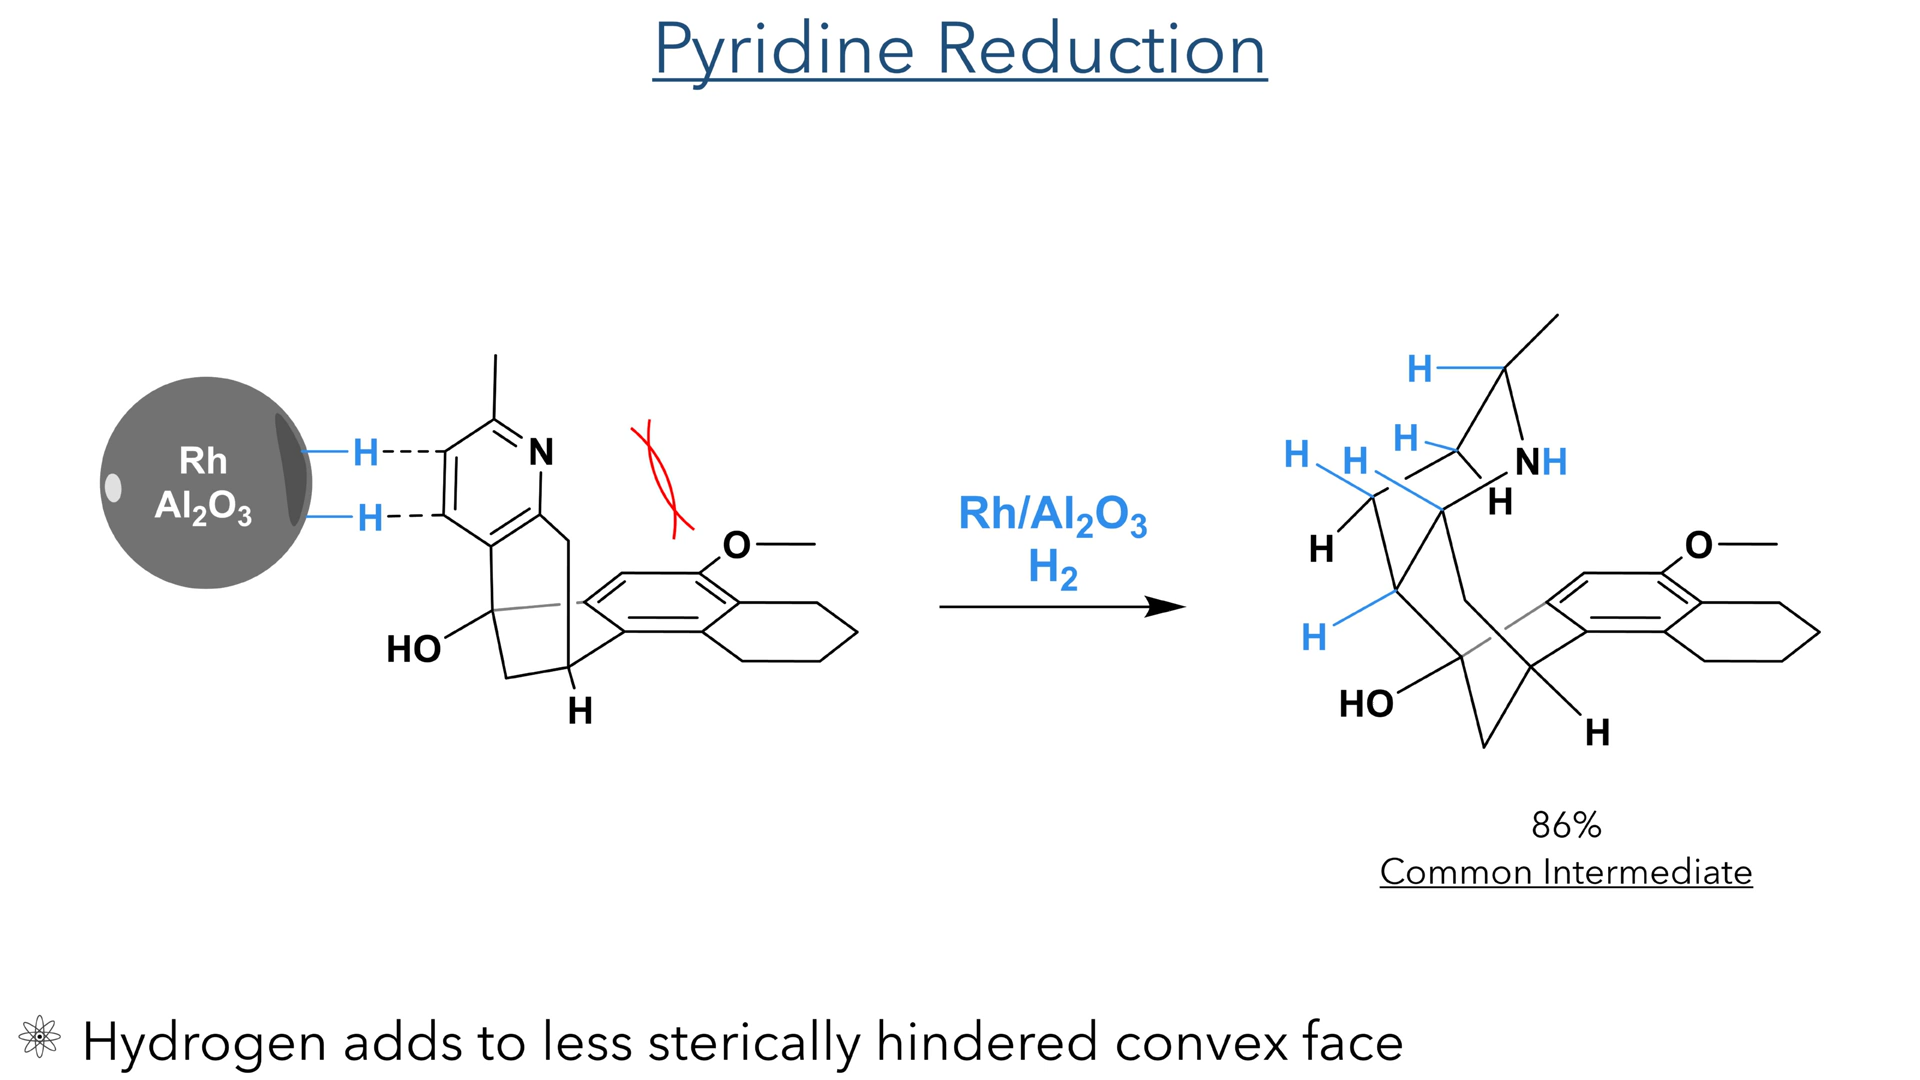 Pyridine Reduction
Rh
Al₂O₃
H
H
N
O
HO
H
Rh/Al₂O₃
H₂
H
H
H
H
NH
H
H
H
O
HO
H
86%
Common Intermediate
Hydrogen adds to less sterically hindered convex face